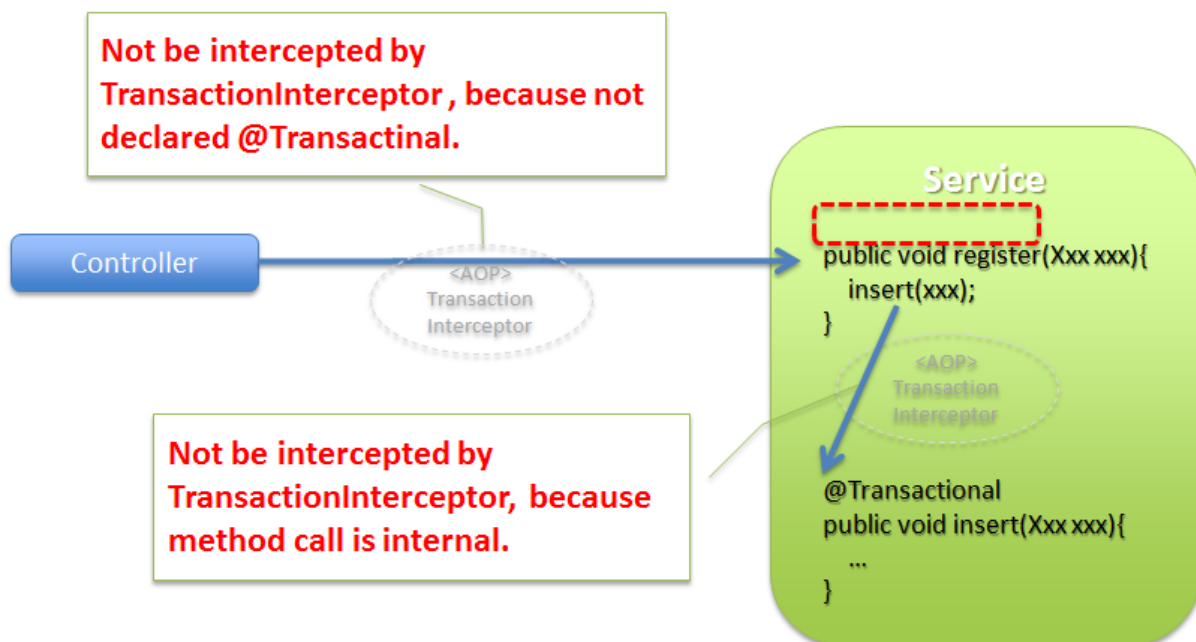 Not be intercepted by
TransactionInterceptor , because not
declared @Transactinal.
Service
Controller
<AOP>
Transaction
Interceptor
public void register(Xxx xxx){
insert(xxx);
}
<AOP>
Transaction
Interceptor
Not be intercepted by
TransactionInterceptor, because
method call is internal.
@Transactional
public void insert(Xxx xxx){
...
}